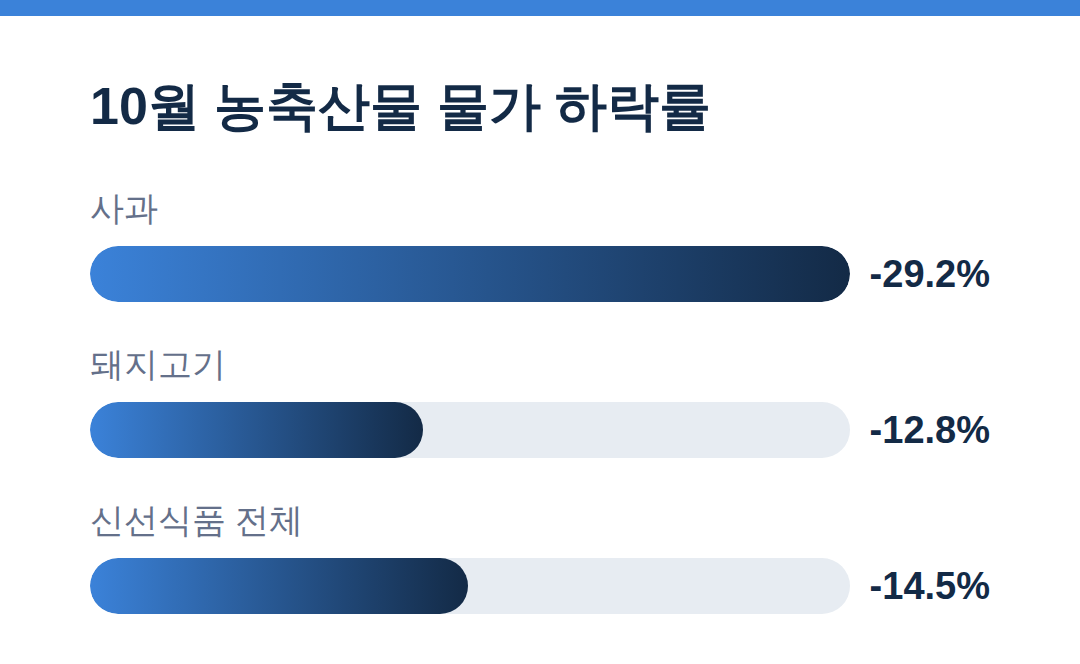 10월 농축산물 물가 하락률
사과
-29.2%
돼지고기
-12.8%
신선식품 전체
-14.5%